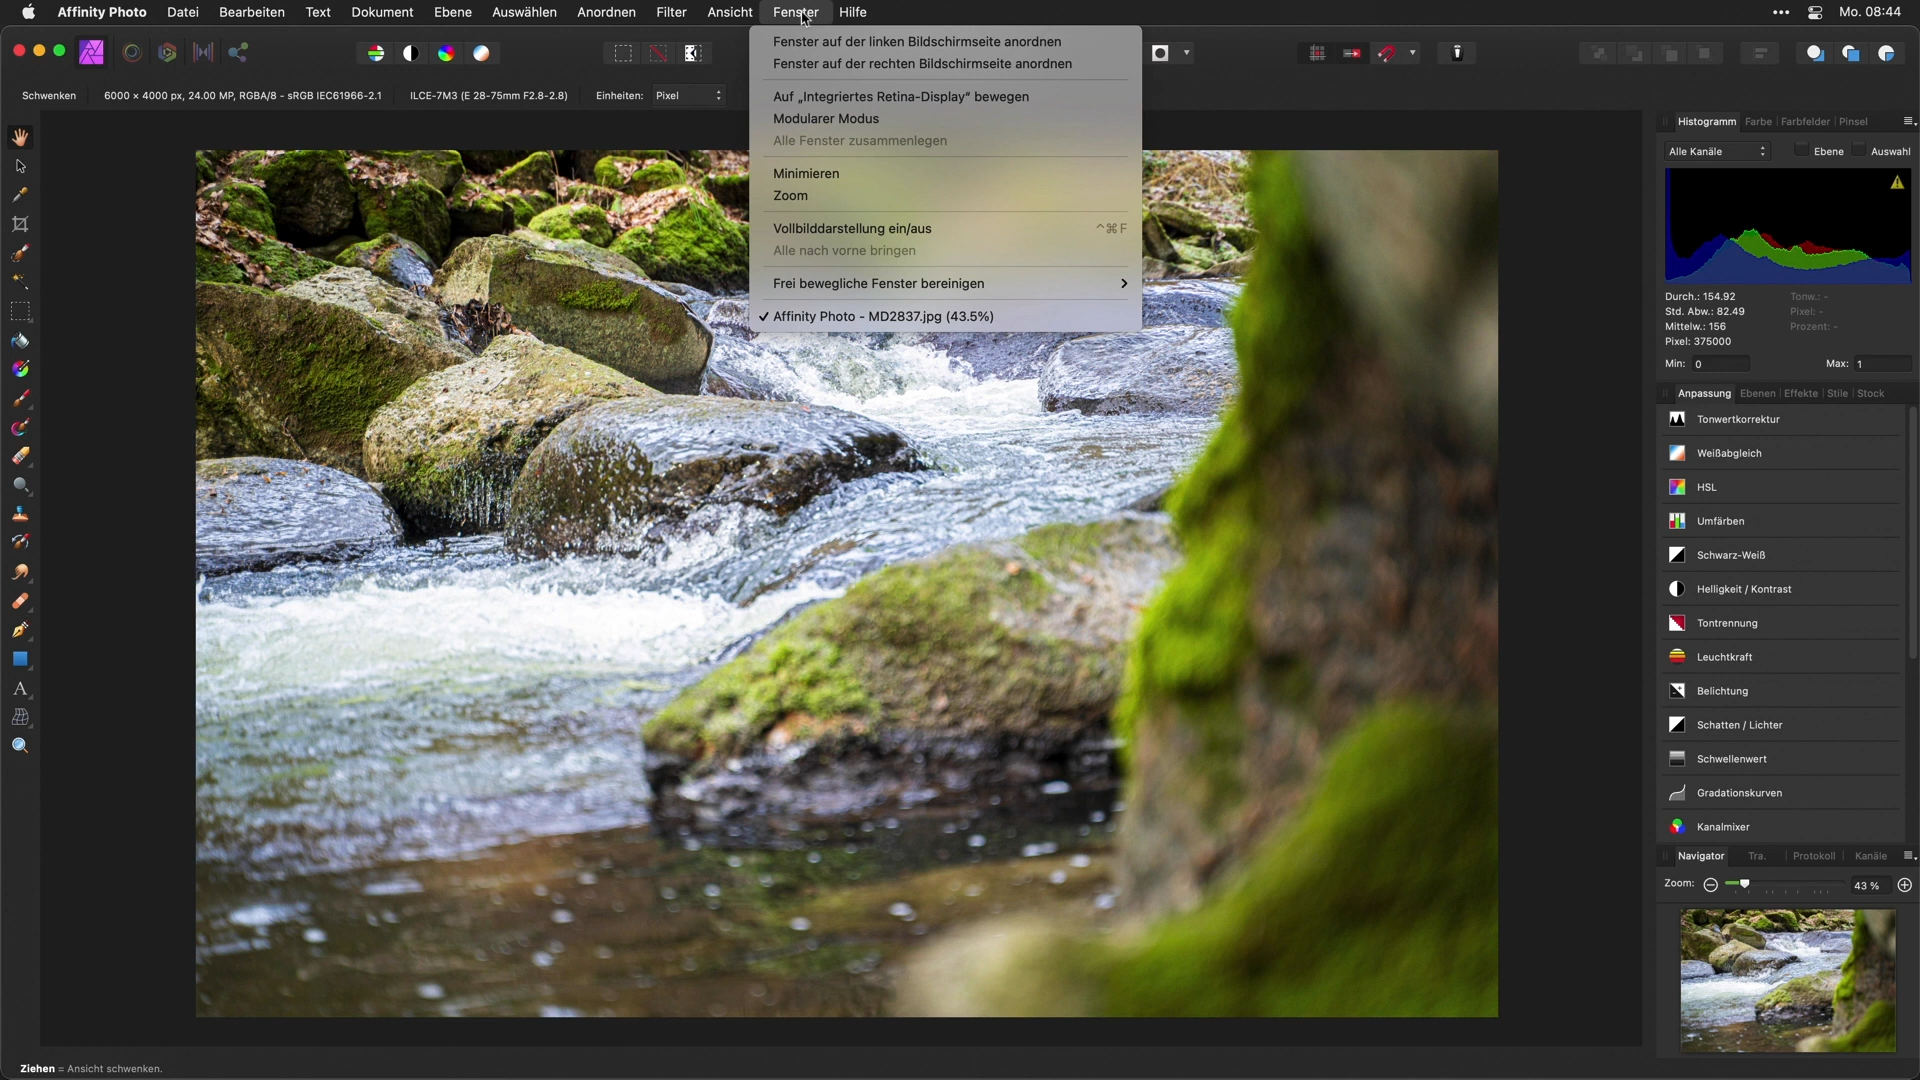 Affinity Photo Datei Bearbeiten Text Dokument Ebene Auswählen Anordnen Filter Ansicht Fenster Hilfe Mo. 08:44
Schwenken 6000 × 4000 px, 24.00 MP, RGBA/8 - sRGB IEC61966-2.1 ILCE-7M3 (E 28-75mm F2.8-2.8) Einheiten: Pixel
Fenster auf der linken Bildschirmseite anordnen
Fenster auf der rechten Bildschirmseite anordnen
Auf „Integriertes Retina-Display“ bewegen
Modularer Modus
Alle Fenster zusammenlegen
Minimieren
Zoom
Vollbilddarstellung ein/aus ^⌘F
Alle nach vorne bringen
Frei bewegliche Fenster bereinigen
✓ Affinity Photo - MD2837.jpg (43.5%)
Histogramm Farbe Farbfelder Pinsel
Alle Kanäle Ebene Auswahl
Durch.: 154.92 Tonw.: -
Std. Abw.: 82.49 Pixel: -
Mittelw.: 156 Prozent: -
Pixel: 375000
Min: 0 Max: 1
Anpassung Ebenen Effekte Stile Stock
Tonwertkorrektur
Weißabgleich
HSL
Umfärben
Schwarz-Weiß
Helligkeit / Kontrast
Tontrennung
Leuchtkraft
Belichtung
Schatten / Lichter
Schwellenwert
Gradationskurven
Kanalmixer
Navigator Tra. Protokoll Kanäle
Zoom: 43 %
Ziehen = Ansicht schwenken.